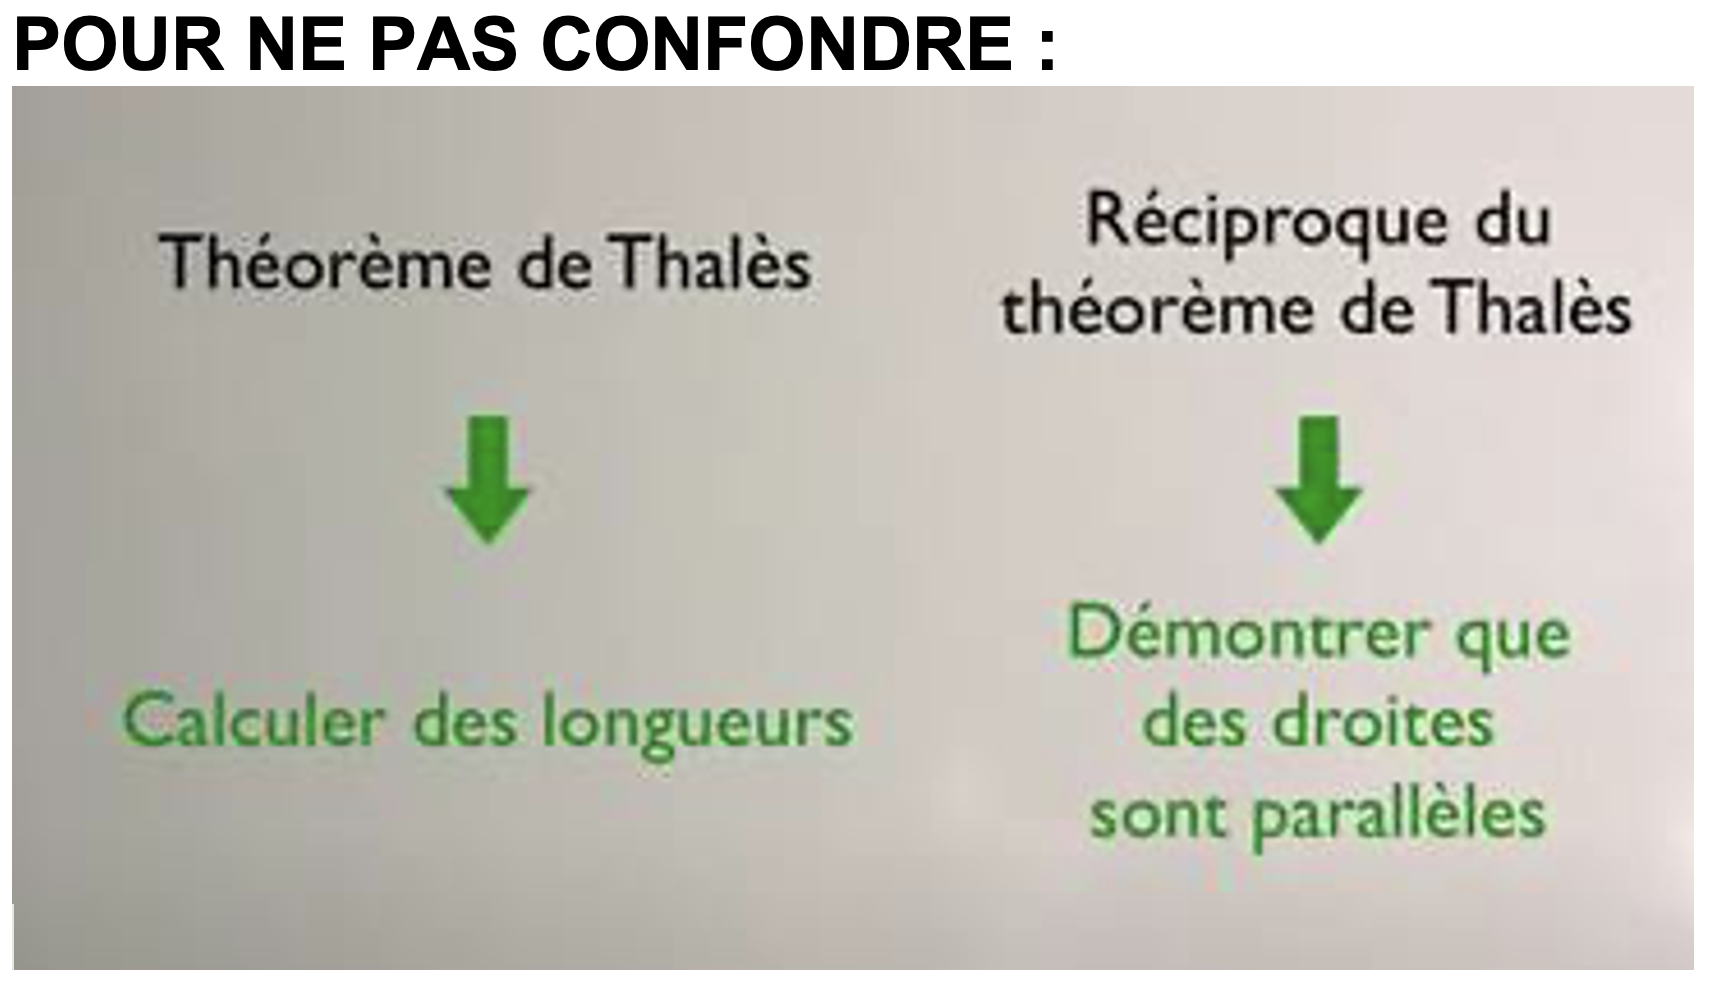 POUR NE PAS CONFONDRE :
Théorème de Thalès
Calculer des longueurs
Réciproque du
théorème de Thalès
Démontrer que
des droites
sont parallèles